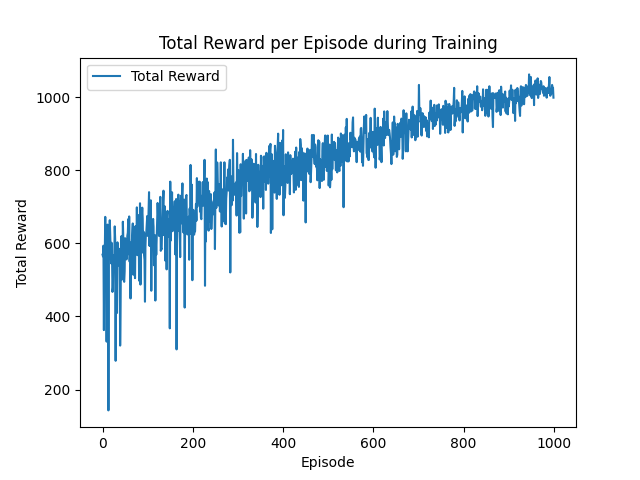 Total Reward per Episode during Training
Total Reward
1000
800
600
400
200
Total Reward
0 200 400 600 800 1000
Episode